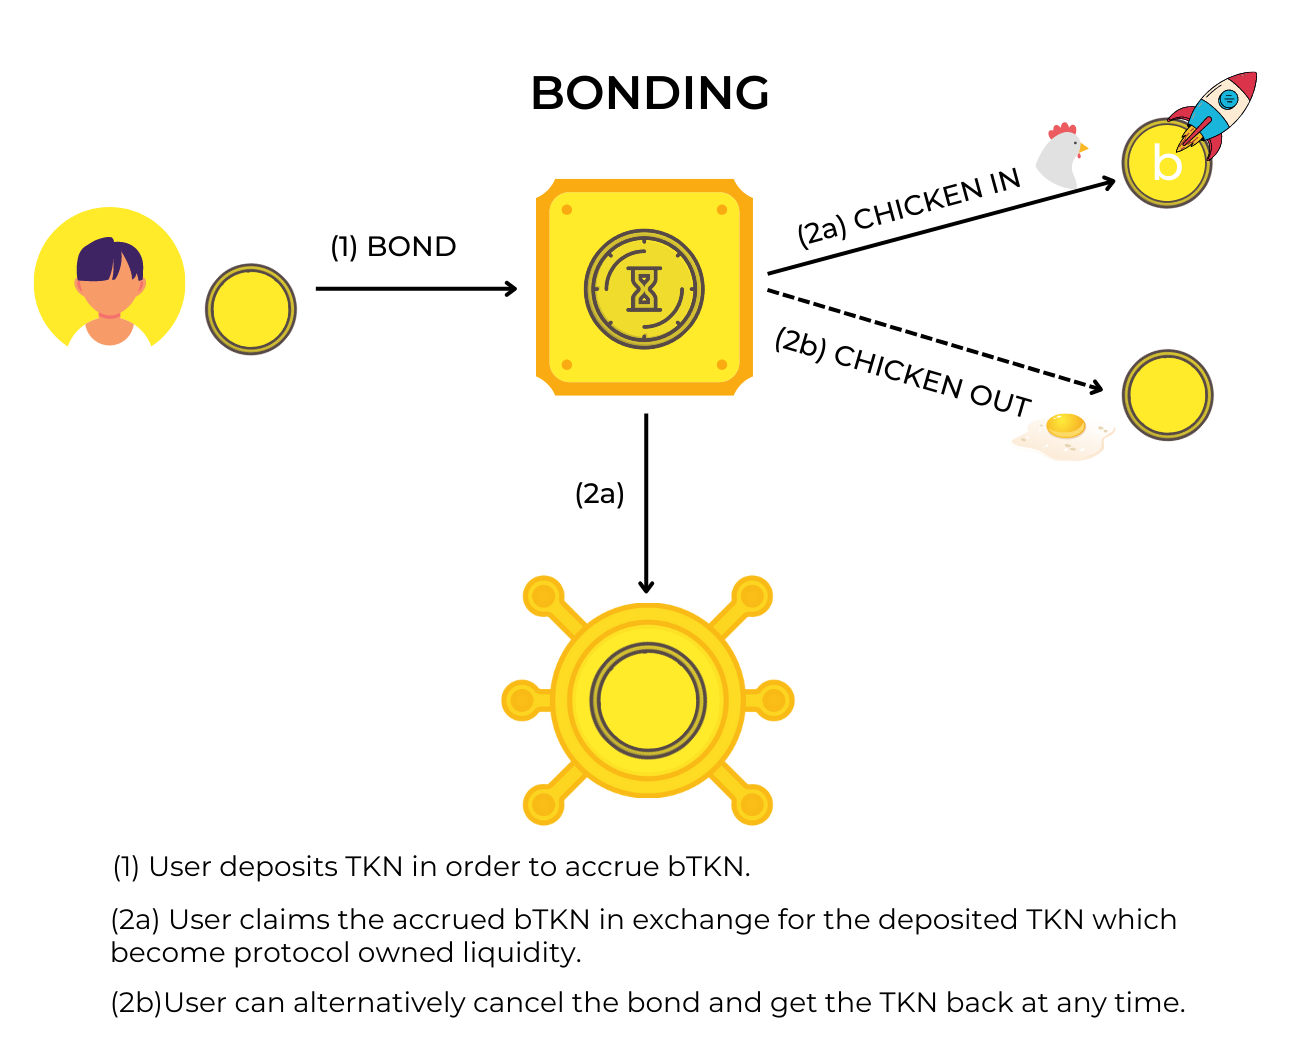 BONDING
(1) BOND
(2a) CHICKEN IN
b
(2b) CHICKEN OUT
(2a)
(1) User deposits TKN in order to accrue bTKN.
(2a) User claims the accrued bTKN in exchange for the deposited TKN which
become protocol owned liquidity.
(2b)User can alternatively cancel the bond and get the TKN back at any time.